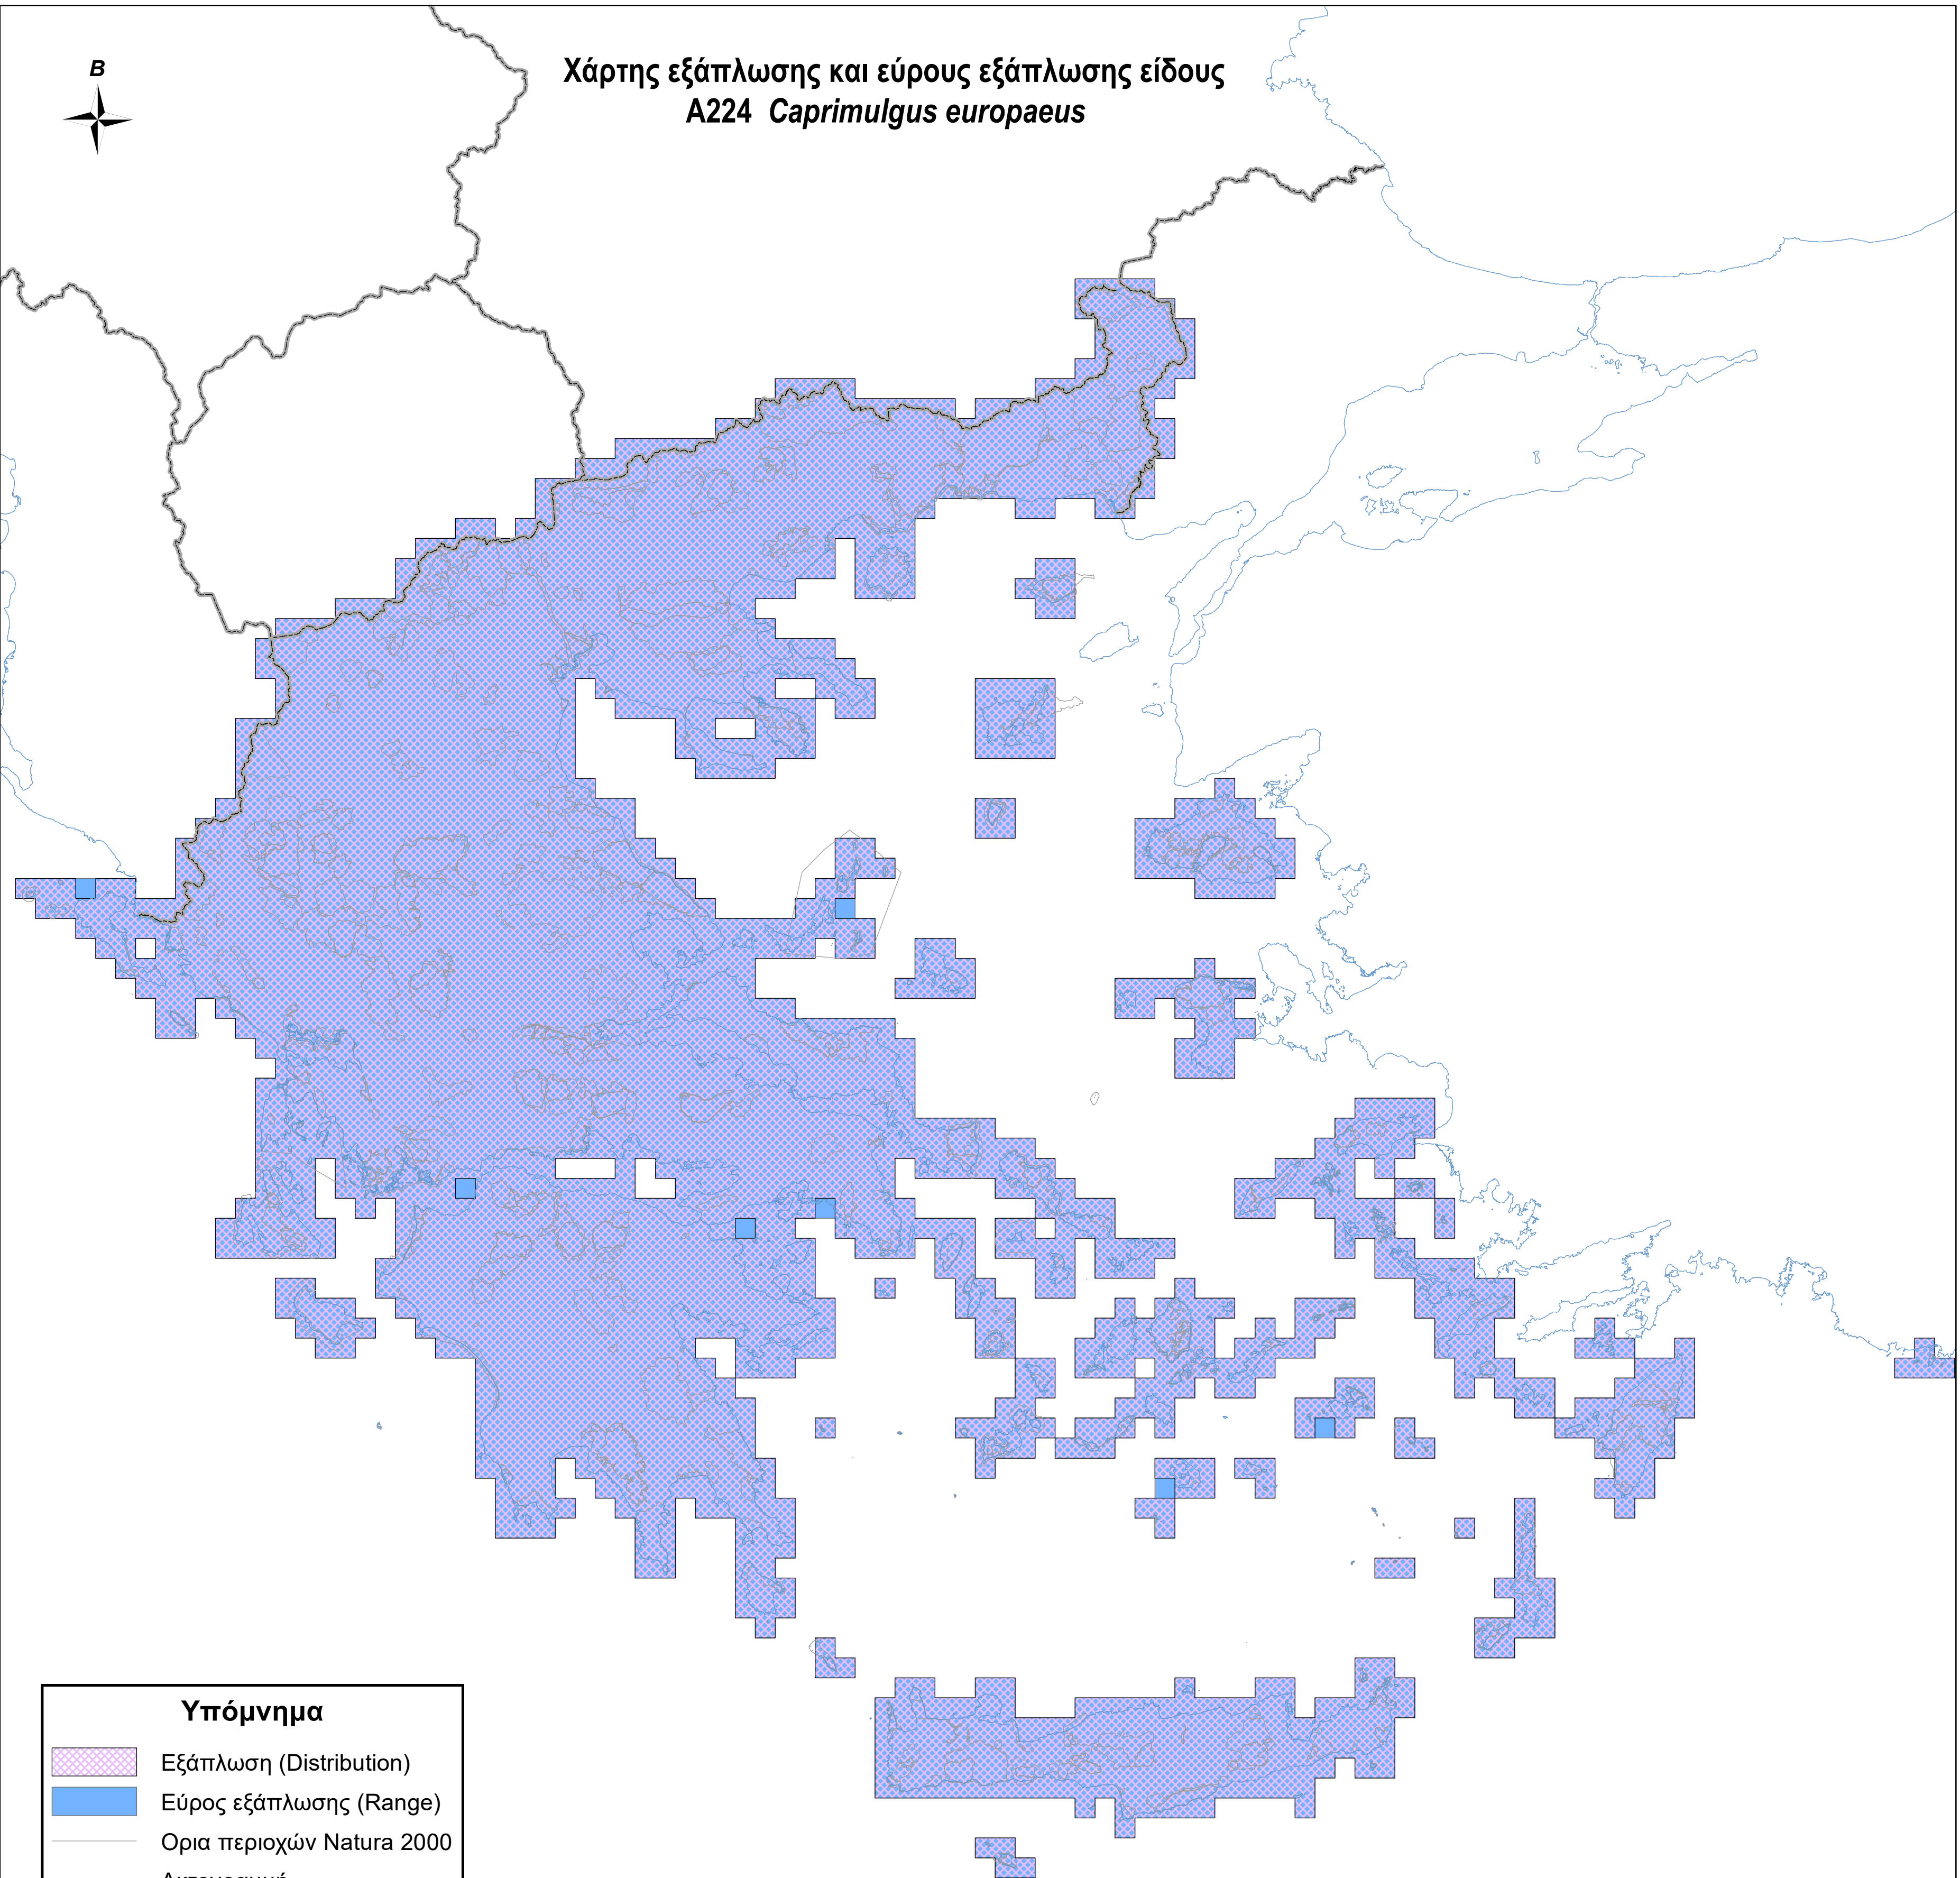 Χάρτης εξάπλωσης και εύρους εξάπλωσης είδους
A224 Caprimulgus europaeus
B
Υπόμνημα
Εξάπλωση (Distribution)
Εύρος εξάπλωσης (Range)
Ορια περιοχών Natura 2000